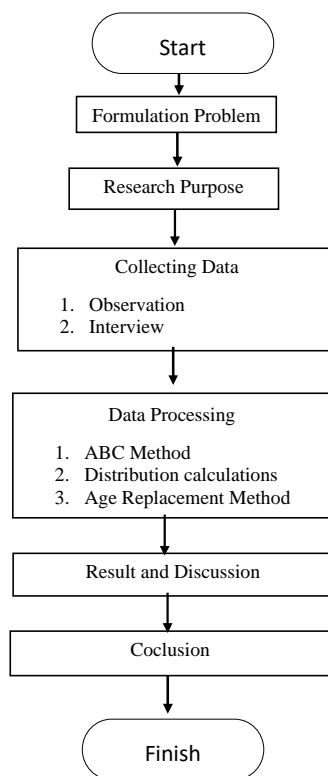 Start
Formulation Problem
Research Purpose
Collecting Data
1. Observation
2. Interview
Data Processing
1. ABC Method
2. Distribution calculations
3. Age Replacement Method
Result and Discussion
Coclusion
Finish